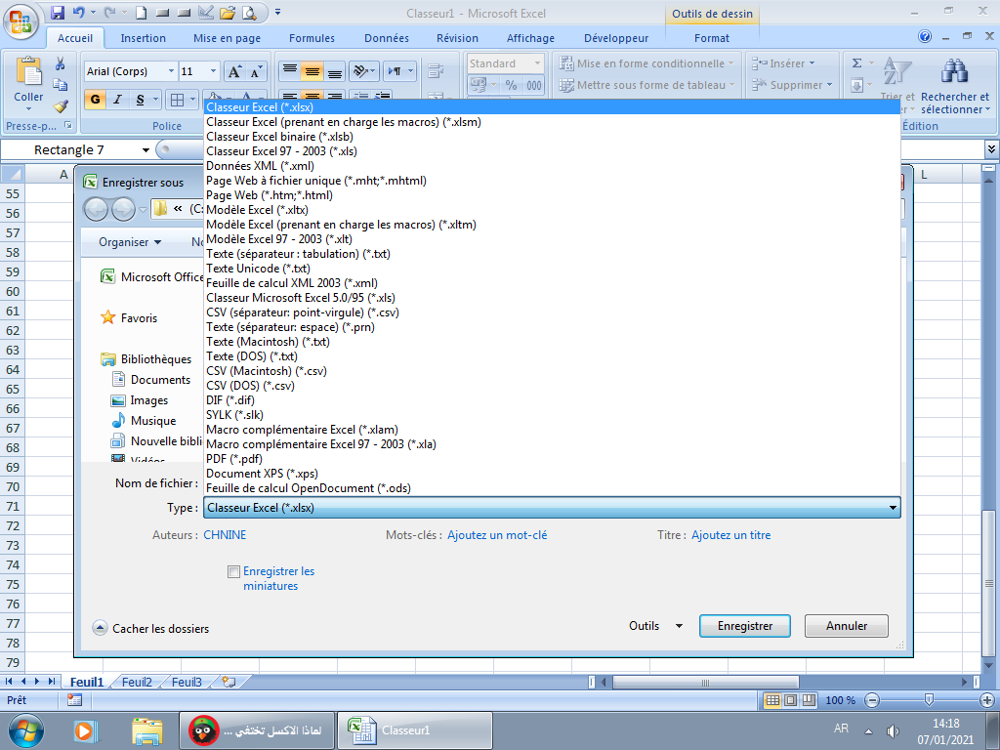 Classeur1 - Microsoft Excel
Outils de dessin
Accueil Insertion Mise en page Formules Données Révision Affichage Développeur Format
Coller
Presse-p...
Arial (Corps) 11
G I S
Police
Standard
% 000
Mise en forme conditionnelle
Mettre sous forme de tableau
Insérer
Supprimer
Σ
Trier et
Rechercher et
sélectionner
Édition
Rectangle 7
A L
55
56
57
58
59
60
61
62
63
64
65
66
67
68
69
70
71
72
73
74
75
76
77
78
79
Enregistrer sous
« (C:
Organiser
Microsoft Office
Favoris
Bibliothèques
Documents
Images
Musique
Nouvelle bibli
Vidéos
Classeur Excel (*.xlsx)
Classeur Excel (prenant en charge les macros) (*.xlsm)
Classeur Excel binaire (*.xlsb)
Classeur Excel 97 - 2003 (*.xls)
Données XML (*.xml)
Page Web à fichier unique (*.mht;*.mhtml)
Page Web (*.htm;*.html)
Modèle Excel (*.xltx)
Modèle Excel (prenant en charge les macros) (*.xltm)
Modèle Excel 97 - 2003 (*.xlt)
Texte (séparateur : tabulation) (*.txt)
Texte Unicode (*.txt)
Feuille de calcul XML 2003 (*.xml)
Classeur Microsoft Excel 5.0/95 (*.xls)
CSV (séparateur: point-virgule) (*.csv)
Texte (séparateur: espace) (*.prn)
Texte (Macintosh) (*.txt)
Texte (DOS) (*.txt)
CSV (Macintosh) (*.csv)
CSV (DOS) (*.csv)
DIF (*.dif)
SYLK (*.slk)
Macro complémentaire Excel (*.xlam)
Macro complémentaire Excel 97 - 2003 (*.xla)
PDF (*.pdf)
Document XPS (*.xps)
Feuille de calcul OpenDocument (*.ods)
Nom de fichier :
Type : Classeur Excel (*.xlsx)
Auteurs : CHNINE Mots-clés : Ajoutez un mot-clé Titre : Ajoutez un titre
Enregistrer les
miniatures
Cacher les dossiers
Outils Enregistrer Annuler
Feuil1 Feuil2 Feuil3
Prêt 100 %
لماذا الاكسل تختفي ...
Classeur1
AR
14:18
07/01/2021